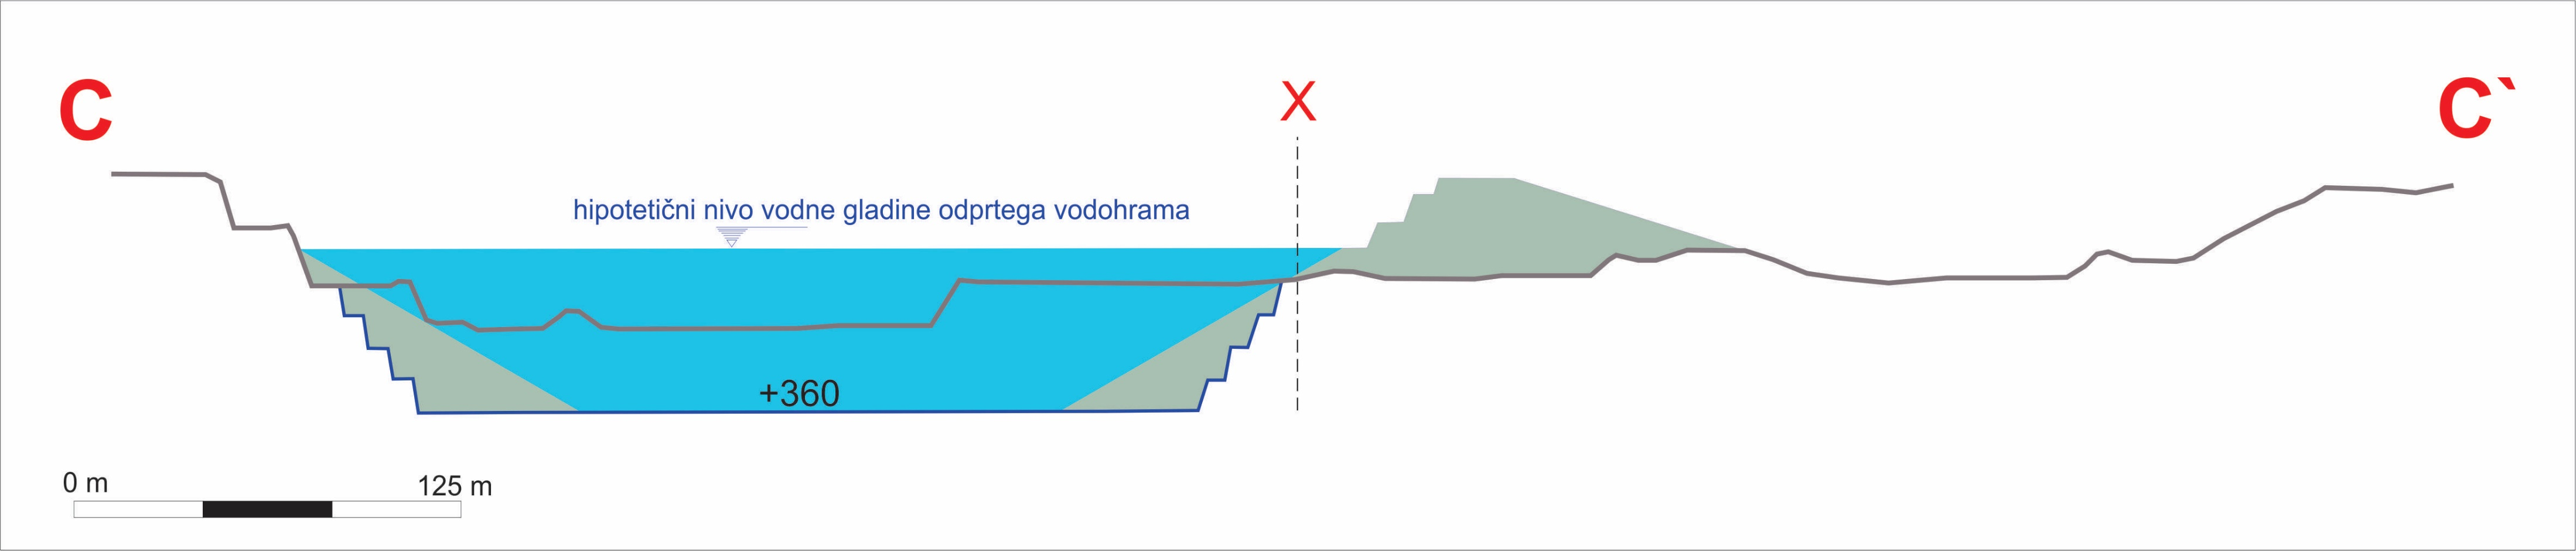 C
X
C`
hipotetični nivo vodne gladine odprtega vodohrama
+360
0 m
125 m